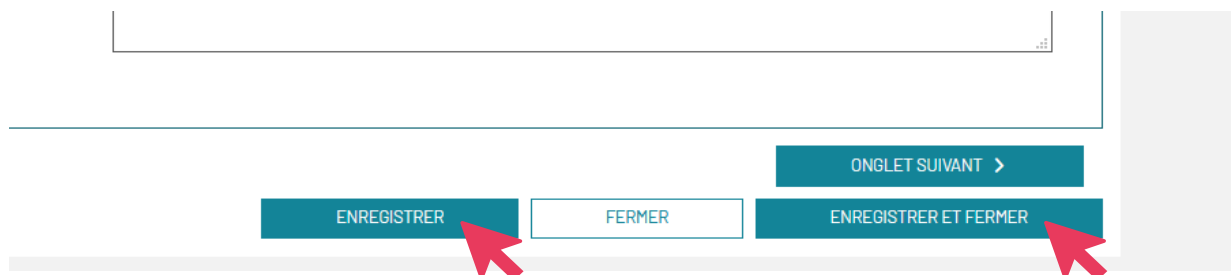 ONGLET SUIVANT >
ENREGISTRER
FERMER
ENREGISTRER ET FERMER